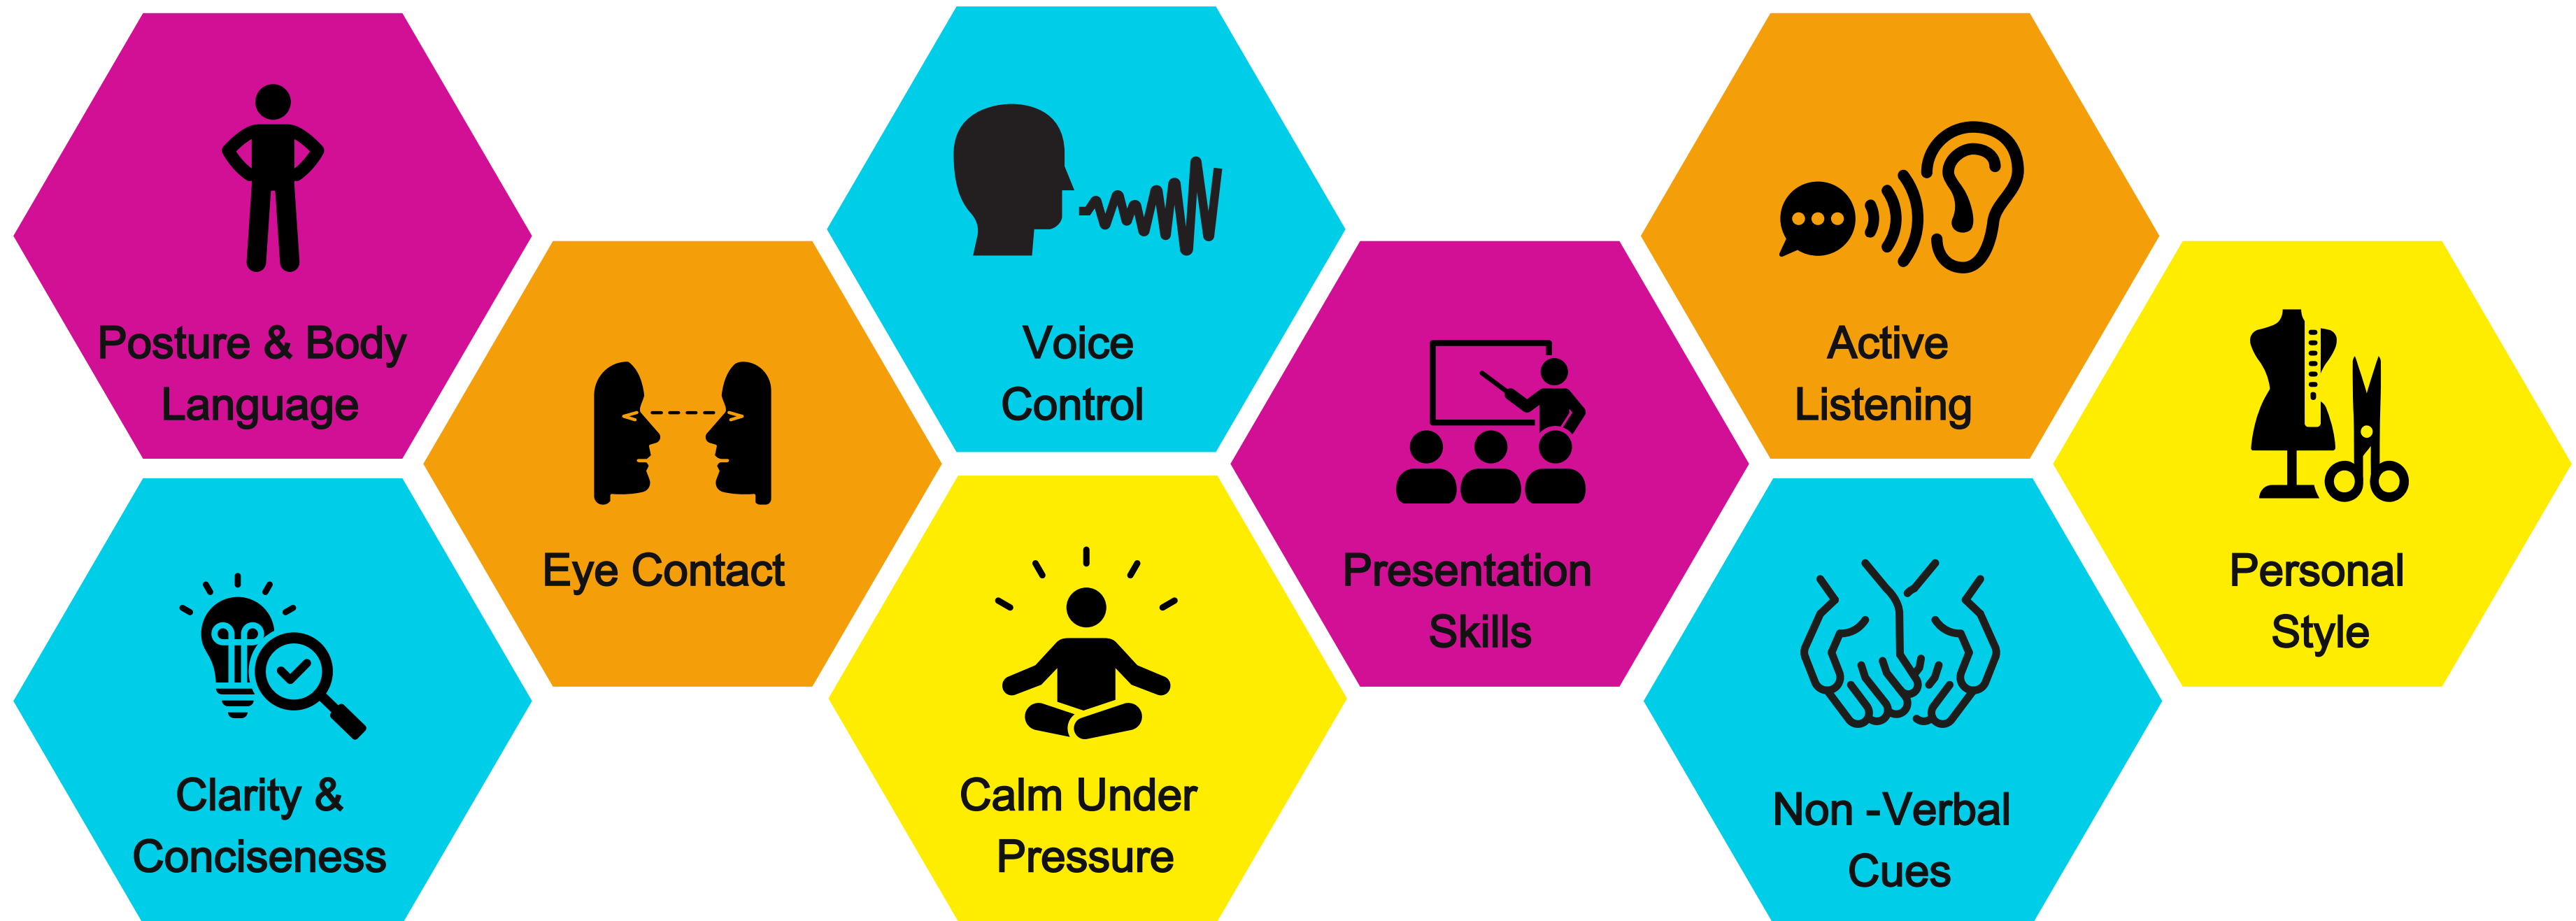 Posture & Body
Language
Eye Contact
Voice
Control
Presentation
Skills
Active
Listening
Personal
Style
Clarity &
Conciseness
Calm Under
Pressure
Non -Verbal
Cues